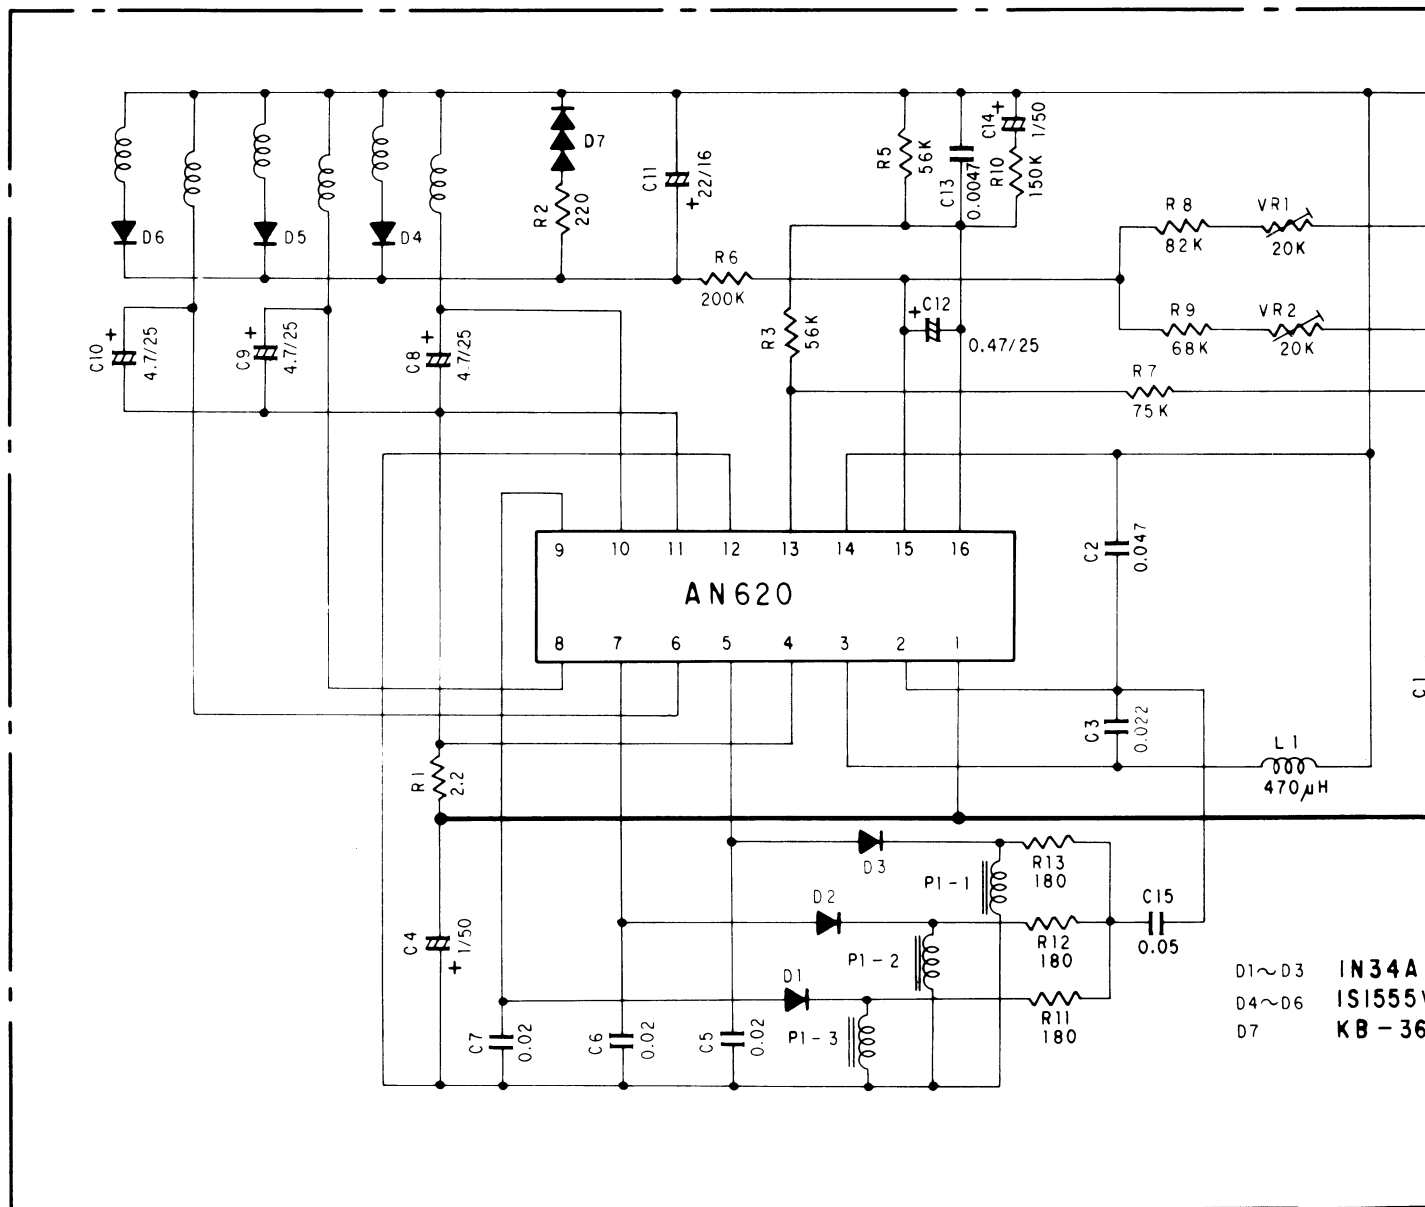 C14 + 1/50
D7
R5 56K
C13 0.0047
R10 150K
C11 + 22/16
R2 220
R8 VR1
82K 20K
D6 D5 D4
R6
200K
+ C12
0.47/25
R3 56K
R9 VR2
68K 20K
C10 + 4.7/25
C9 + 4.7/25
C8 + 4.7/25
R7
75K
9 10 11 12 13 14 15 16
AN620
8 7 6 5 4 3 2 1
C2 0.047
C1
C3 0.022
L1
470μH
R1 2.2
D3
R13
180
P1-1
D2
C15
R12
180
0.05
P1-2
C4 + 1/50
D1
R11
180
P1-3
C7 0.02
C6 0.02
C5 0.02
D1~D3 IN34A
D4~D6 IS1555
D7 KB-36